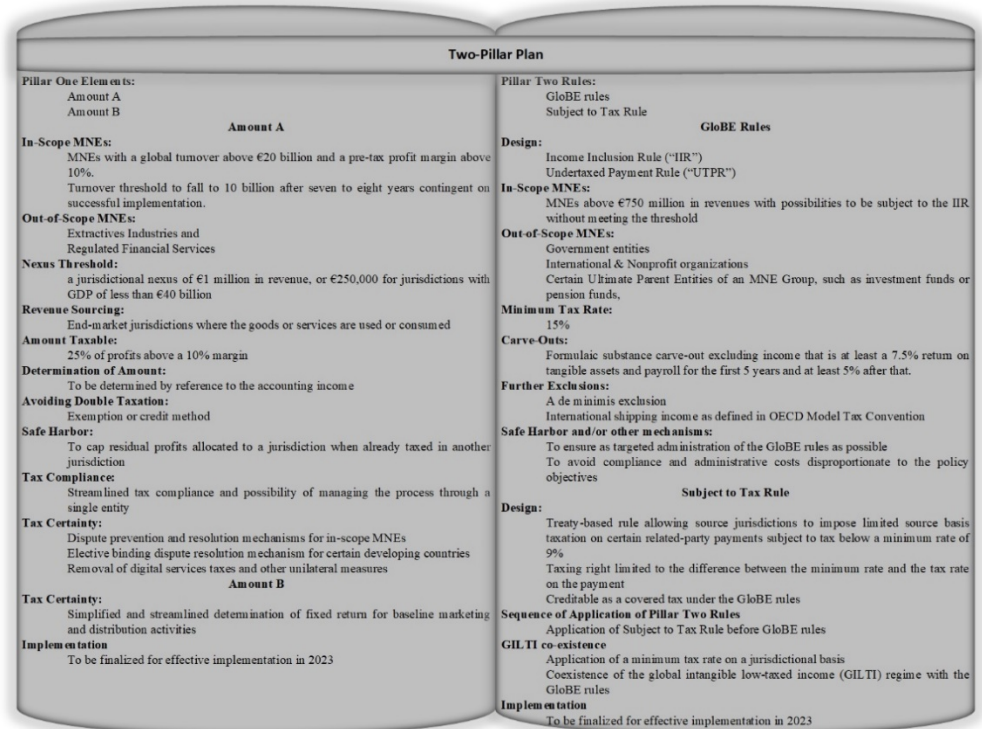 Two-Pillar Plan
Pillar One Elements:
Amount A
Amount B
Amount A
In-Scope MNEs:
MNEs with a global turnover above €20 billion and a pre-tax profit margin above
10%.
Turnover threshold to fall to 10 billion after seven to eight years contingent on
successful implementation.
Out-of-Scope MNEs:
Extractives Industries and
Regulated Financial Services
Nexus Threshold:
a jurisdictional nexus of €1 million in revenue, or €250,000 for jurisdictions with
GDP of less than €40 billion
Revenue Sourcing:
End-market jurisdictions where the goods or services are used or consumed
Amount Taxable:
25% of profits above a 10% margin
Determination of Amount:
To be determined by reference to the accounting income
Avoiding Double Taxation:
Exemption or credit method
Safe Harbor:
To cap residual profits allocated to a jurisdiction when already taxed in another
jurisdiction
Tax Compliance:
Streamlined tax compliance and possibility of managing the process through a
single entity
Tax Certainty:
Dispute prevention and resolution mechanisms for in-scope MNEs
Elective binding dispute resolution mechanism for certain developing countries
Removal of digital services taxes and other unilateral measures
Amount B
Tax Certainty:
Simplified and streamlined determination of fixed return for baseline marketing
and distribution activities
Implementation
To be finalized for effective implementation in 2023
Pillar Two Rules:
GloBE rules
Subject to Tax Rule
GloBE Rules
Design:
Income Inclusion Rule (“IIR”)
Undertaxed Payment Rule (“UTPR”)
In-Scope MNEs:
MNEs above €750 million in revenues with possibilities to be subject to the IIR
without meeting the threshold
Out-of-Scope MNEs:
Government entities
International & Nonprofit organizations
Certain Ultimate Parent Entities of an MNE Group, such as investment funds or
pension funds,
Minimum Tax Rate:
15%
Carve-Outs:
Formulaic substance carve-out excluding income that is at least a 7.5% return on
tangible assets and payroll for the first 5 years and at least 5% after that.
Further Exclusions:
A de minimis exclusion
International shipping income as defined in OECD Model Tax Convention
Safe Harbor and/or other mechanisms:
To ensure as targeted administration of the GloBE rules as possible
To avoid compliance and administrative costs disproportionate to the policy
objectives
Subject to Tax Rule
Design:
Treaty-based rule allowing source jurisdictions to impose limited source basis
taxation on certain related-party payments subject to tax below a minimum rate of
9%
Taxing right limited to the difference between the minimum rate and the tax rate
on the payment
Creditable as a covered tax under the GloBE rules
Sequence of Application of Pillar Two Rules
Application of Subject to Tax Rule before GloBE rules
GILTI co-existence
Application of a minimum tax rate on a jurisdictional basis
Coexistence of the global intangible low-taxed income (GILTI) regime with the
GloBE rules
Implementation
To be finalized for effective implementation in 2023